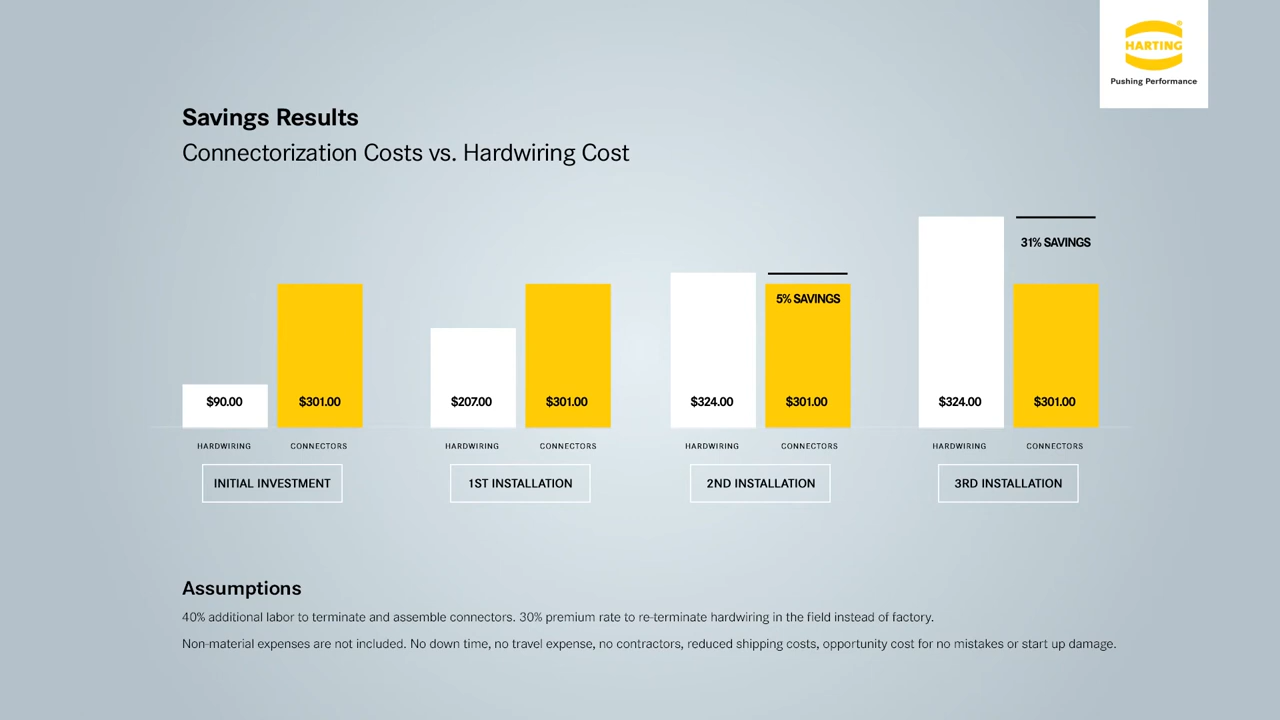 HARTING®
Pushing Performance
Savings Results
Connectorization Costs vs. Hardwiring Cost
31% SAVINGS
5% SAVINGS
$90.00 $301.00 $207.00 $301.00 $324.00 $301.00 $324.00 $301.00
HARDWIRING CONNECTORS HARDWIRING CONNECTORS HARDWIRING CONNECTORS HARDWIRING CONNECTORS
INITIAL INVESTMENT 1ST INSTALLATION 2ND INSTALLATION 3RD INSTALLATION
Assumptions
40% additional labor to terminate and assemble connectors. 30% premium rate to re-terminate hardwiring in the field instead of factory.
Non-material expenses are not included. No down time, no travel expense, no contractors, reduced shipping costs, opportunity cost for no mistakes or start up damage.